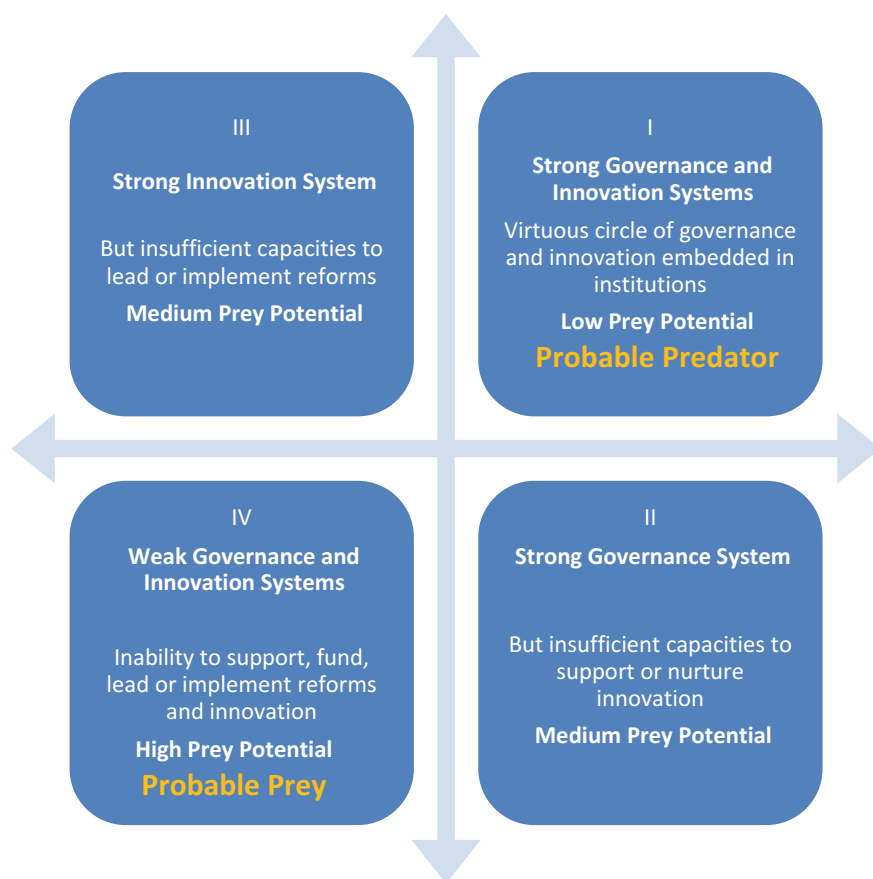 III
Strong Innovation System
But insufficient capacities to
lead or implement reforms
Medium Prey Potential
I
Strong Governance and
Innovation Systems
Virtuous circle of governance
and innovation embedded in
institutions
Low Prey Potential
Probable Predator
IV
Weak Governance and
Innovation Systems
Inability to support, fund,
lead or implement reforms
and innovation
High Prey Potential
Probable Prey
II
Strong Governance System
But insufficient capacities to
support or nurture
innovation
Medium Prey Potential